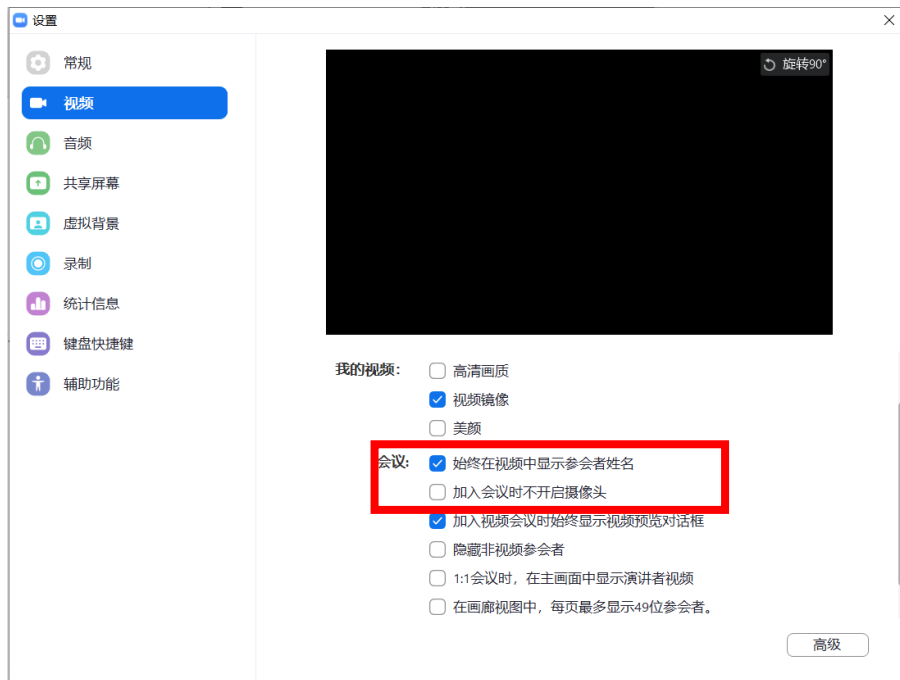 设置
常规
视频
音频
共享屏幕
虚拟背景
录制
统计信息
键盘快捷键
辅助功能
旋转90°
我的视频: 高清画质
视频镜像
美颜
会议: 始终在视频中显示参会者姓名
加入会议时不开启摄像头
加入视频会议时始终显示视频预览对话框
隐藏非视频参会者
1:1会议时，在主画面中显示演讲者视频
在画廊视图中，每页最多显示49位参会者。
高级